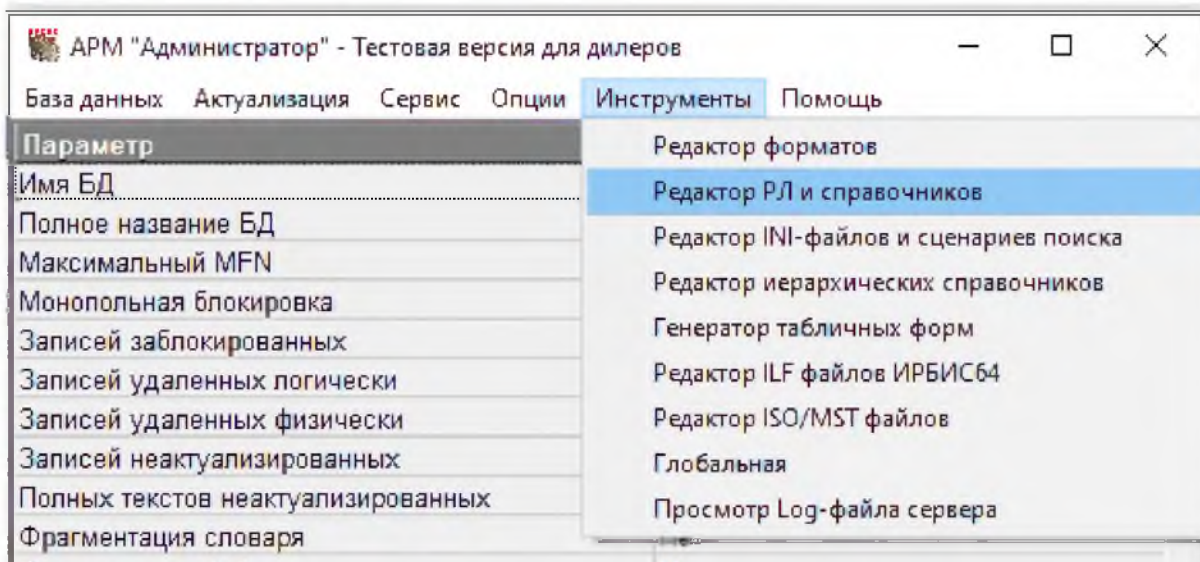 АРМ "Администратор" - Тестовая версия для дилеров
База данных Актуализация Сервис Опции Инструменты Помощь
Параметр
Имя БД
Полное название БД
Максимальный MFN
Монопольная блокировка
Записей заблокированных
Записей удаленных логически
Записей удаленных физически
Записей неактуализированных
Полных текстов неактуализированных
Фрагментация словаря
Редактор форматов
Редактор РЛ и справочников
Редактор INI-файлов и сценариев поиска
Редактор иерархических справочников
Генератор табличных форм
Редактор ILF файлов ИРБИС64
Редактор ISO/MST файлов
Глобальная
Просмотр Log-файла сервера